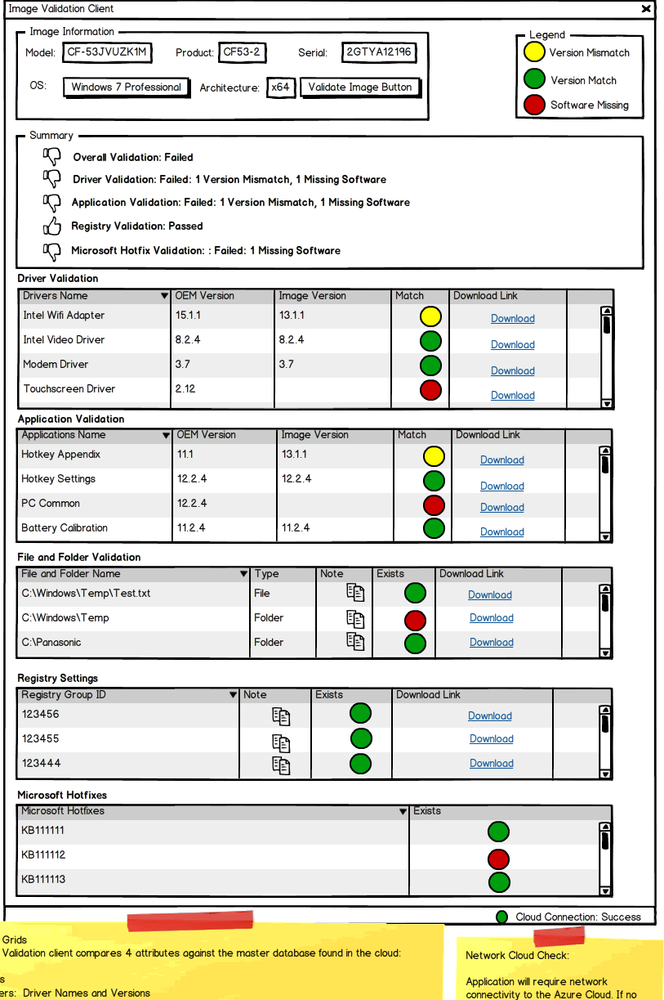 Image Validation Client
Image Information
Legend
Model: CF-53JVUZK1M Product: CF53-2 Serial: 2GTYA12196
Version Mismatch
OS: Windows 7 Professional Architecture: x64 Validate Image Button
Version Match
Software Missing
Summary
Overall Validation: Failed
Driver Validation: Failed: 1 Version Mismatch, 1 Missing Software
Application Validation: Failed: 1 Version Mismatch, 1 Missing Software
Registry Validation: Passed
Microsoft Hotfix Validation: : Failed: 1 Missing Software
Driver Validation
Drivers Name OEM Version Image Version Match Download Link
Intel Wifi Adapter 15.1.1 13.1.1 Download
Intel Video Driver 8.2.4 8.2.4 Download
Modem Driver 3.7 3.7 Download
Touchscreen Driver 2.12 Download
Application Validation
Applications Name OEM Version Image Version Match Download Link
Hotkey Appendix 11.1 13.1.1 Download
Hotkey Settings 12.2.4 12.2.4 Download
PC Common 12.2.4 Download
Battery Calibration 11.2.4 11.2.4 Download
File and Folder Validation
File and Folder Name Type Note Exists Download Link
C:\Windows\Temp\Test.txt File Download
C:\Windows\Temp Folder Download
C:\Panasonic Folder Download
Registry Settings
Registry Group ID Note Exists Download Link
123456 Download
123455 Download
123444 Download
Microsoft Hotfixes
Microsoft Hotfixes Exists
KB111111
KB111112
KB111113
Cloud Connection: Success
Grids
Validation client compares 4 attributes against the master database found in the cloud:
s
ers: Driver Names and Versions
Network Cloud Check:
Application will require network
connectivity to the Azure Cloud. If no